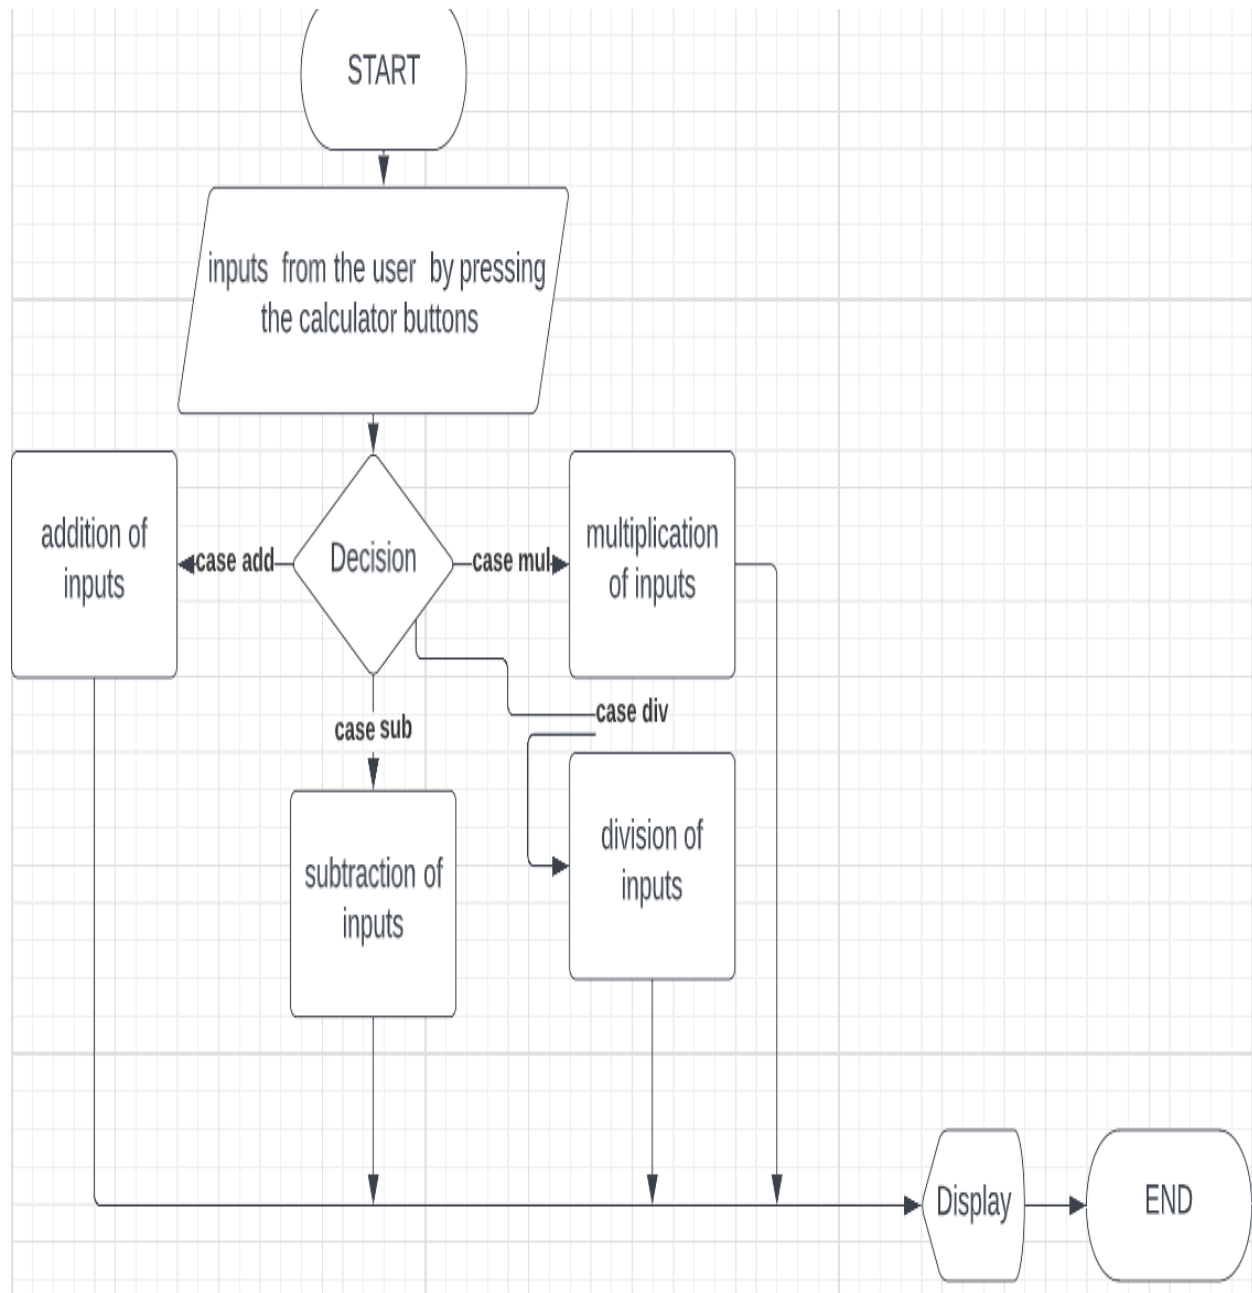 START
inputs from the user by pressing
the calculator buttons
addition of
inputs
case add
Decision
case mul
multiplication
of inputs
case div
case sub
division of
inputs
subtraction of
inputs
Display
END